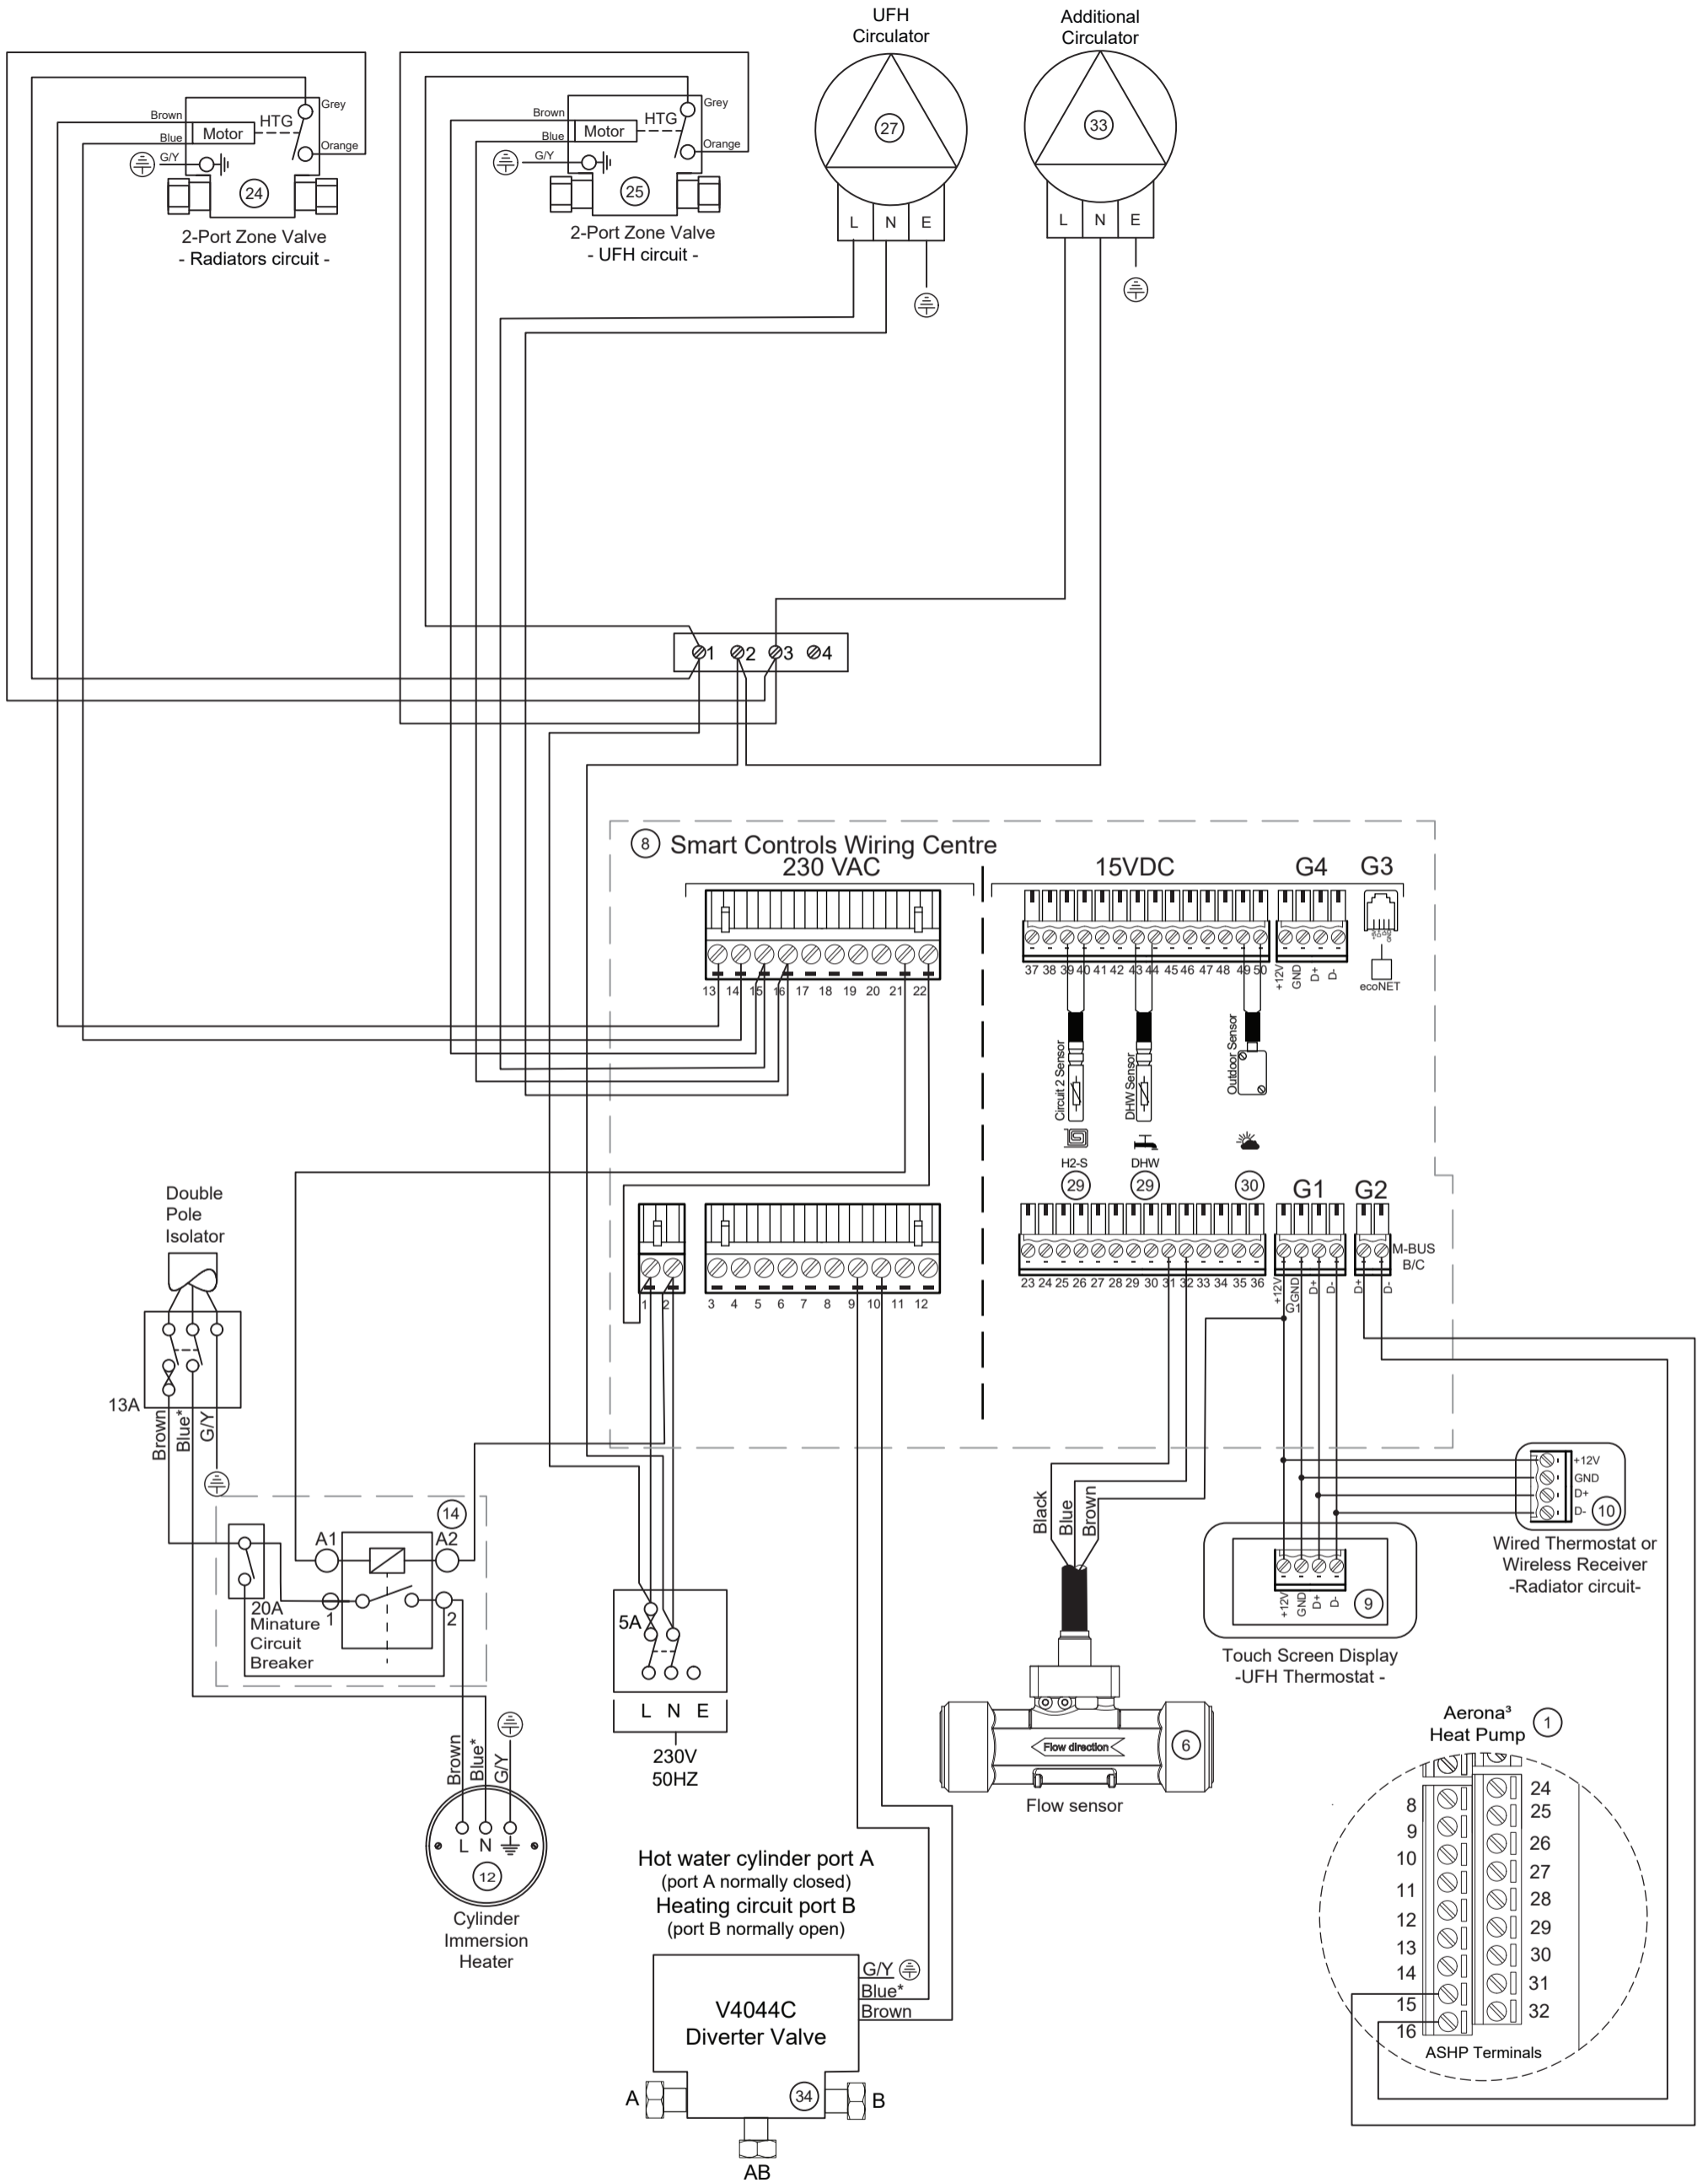 UFH
Circulator
Additional
Circulator
27
33
L N E
L N E
Brown
Blue
G/Y
Motor
HTG
Grey
Orange
24
2-Port Zone Valve
- Radiators circuit -
Brown
Blue
G/Y
Motor
HTG
Grey
Orange
25
2-Port Zone Valve
- UFH circuit -
1 2 3 4
8 Smart Controls Wiring Centre
230 VAC
15VDC
G4
G3
13 14 15 16 17 18 19 20 21 22
37 38 39 40 41 42 43 44 45 46 47 48 49 50
+12V GND D+ D-
ecoNET
Circuit 2 Sensor
DHW Sensor
Outdoor Sensor
H2-S
DHW
29
29
30
G1
G2
M-BUS
B/C
1 2
3 4 5 6 7 8 9 10 11 12
23 24 25 26 27 28 29 30 31 32 33 34 35 36
+12V GND D+ D-
G1
D+ D-
Double
Pole
Isolator
13A
Brown
Blue*
G/Y
14
A1
A2
1
2
20A
Minature
Circuit
Breaker
Brown
Blue*
G/Y
L N
12
Cylinder
Immersion
Heater
5A
L N E
230V
50HZ
Black
Blue
Brown
Flow direction
6
Flow sensor
+12V
GND
D+
D-
10
Wired Thermostat or
Wireless Receiver
-Radiator circuit-
+12V GND D+ D-
9
Touch Screen Display
-UFH Thermostat -
Aerona³
Heat Pump
1
8
9
10
11
12
13
14
15
16
24
25
26
27
28
29
30
31
32
ASHP Terminals
Hot water cylinder port A
(port A normally closed)
Heating circuit port B
(port B normally open)
G/Y
Blue*
Brown
V4044C
Diverter Valve
34
A
B
AB